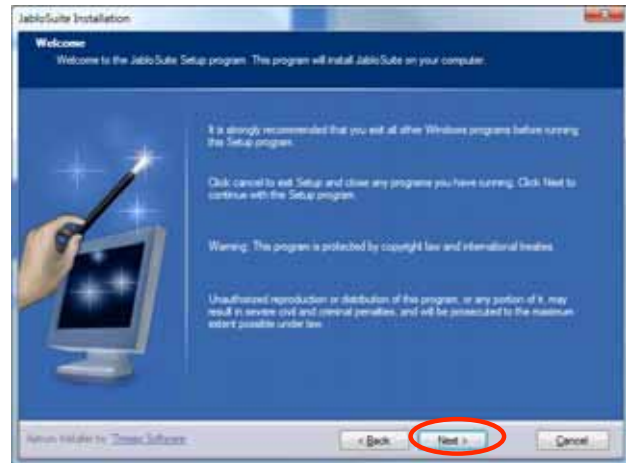 JabloSuite Installation
Welcome
Welcome to the JabloSuite Setup program. This program will install JabloSuite on your computer.
It is strongly recommended that you exit all other Windows programs before running
this Setup program.
Click cancel to exit Setup and close any programs you have running. Click Next to
continue with the Setup program.
Warning: This program is protected by copyright law and international treaties.
Unauthorized reproduction or distribution of this program, or any portion of it, may
result in severe civil and criminal penalties, and will be prosecuted to the maximum
extent possible under law.
Installer by Software
< Back
Next >
Cancel